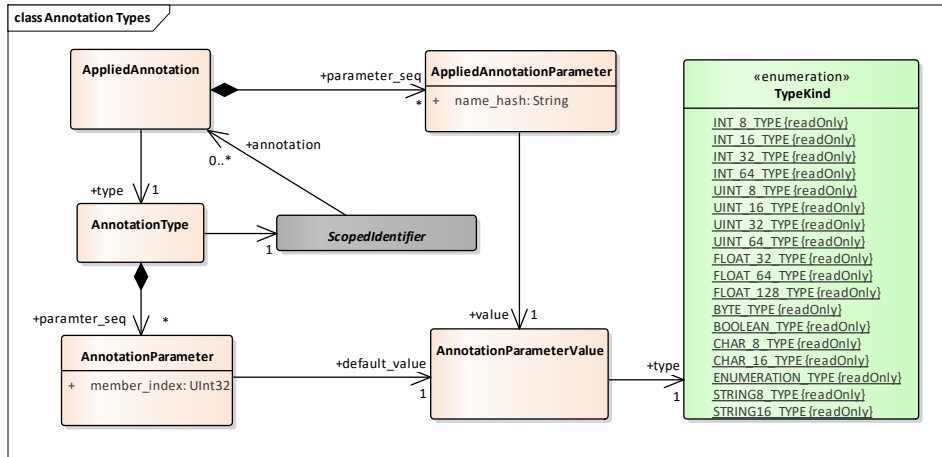 class Annotation Types
AppliedAnnotation
+parameter_seq
*
AppliedAnnotationParameter
+ name_hash: String
«enumeration»
TypeKind
INT_8_TYPE {readOnly}
INT_16_TYPE {readOnly}
INT_32_TYPE {readOnly}
INT_64_TYPE {readOnly}
UINT_8_TYPE {readOnly}
UINT_16_TYPE {readOnly}
UINT_32_TYPE {readOnly}
UINT_64_TYPE {readOnly}
FLOAT_32_TYPE {readOnly}
FLOAT_64_TYPE {readOnly}
FLOAT_128_TYPE {readOnly}
BYTE_TYPE {readOnly}
BOOLEAN_TYPE {readOnly}
CHAR_8_TYPE {readOnly}
CHAR_16_TYPE {readOnly}
ENUMERATION_TYPE {readOnly}
STRING8_TYPE {readOnly}
STRING16_TYPE {readOnly}
+annotation
0..*
+type
1
AnnotationType
1
ScopedIdentifier
+paramter_seq
*
+value
1
AnnotationParameter
+ member_index: UInt32
+default_value
1
AnnotationParameterValue
+type
1